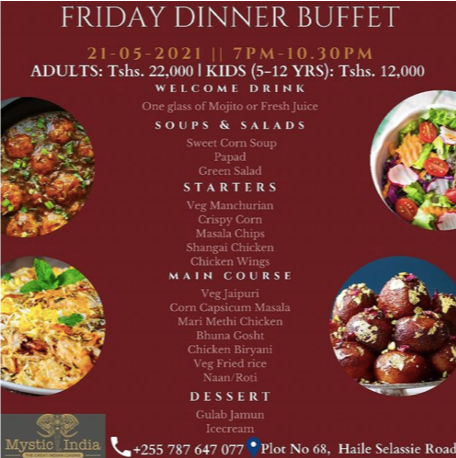 FRIDAY DINNER BUFFET
21-05-2021 || 7PM-10.30PM
ADULTS: Tshs. 22,000 | KIDS (5-12 YRS): Tshs. 12,000
WELCOME DRINK
One glass of Mojito or Fresh Juice
SOUPS & SALADS
Sweet Corn Soup
Papad
Green Salad
STARTERS
Veg Manchurian
Crispy Corn
Masala Chips
Shangai Chicken
Chicken Wings
MAIN COURSE
Veg Jaipuri
Corn Capsicum Masala
Mari Methi Chicken
Bhuna Gosht
Chicken Biryani
Veg Fried rice
Naan/Roti
DESSERT
Gulab Jamun
Icecream
Mystic India
THE GREAT INDIAN CUISINE
+255 787 647 077
Plot No 68, Haile Selassie Road